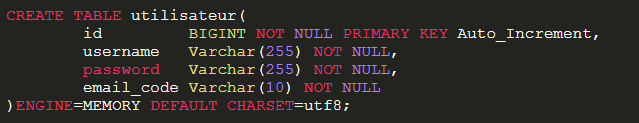 CREATE TABLE utilisateur(
id BIGINT NOT NULL PRIMARY KEY Auto_Increment,
username Varchar(255) NOT NULL,
password Varchar(255) NOT NULL,
email_code Varchar(10) NOT NULL
)ENGINE=MEMORY DEFAULT CHARSET=utf8;